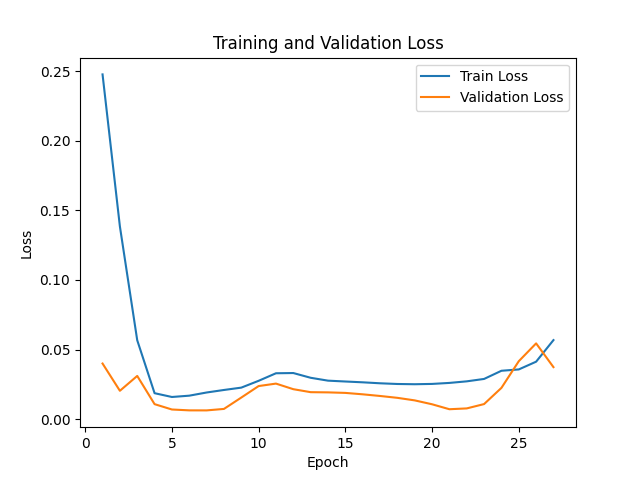 Training and Validation Loss
Train Loss
Validation Loss
Loss
0.25
0.20
0.15
0.10
0.05
0.00
0 5 10 15 20 25
Epoch